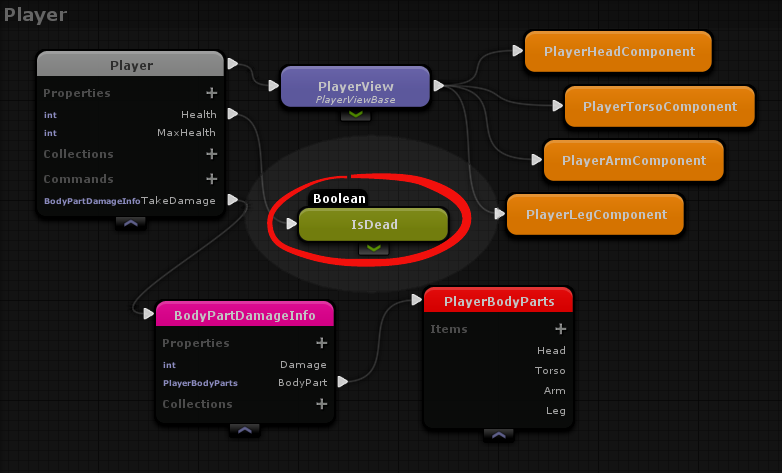 Player
Player
Properties +
int Health
int MaxHealth
Collections +
Commands +
BodyPartDamageInfo TakeDamage
PlayerView
PlayerViewBase
PlayerHeadComponent
PlayerTorsoComponent
PlayerArmComponent
PlayerLegComponent
Boolean
IsDead
BodyPartDamageInfo
Properties +
int Damage
PlayerBodyParts BodyPart
Collections +
PlayerBodyParts
Items +
Head
Torso
Arm
Leg